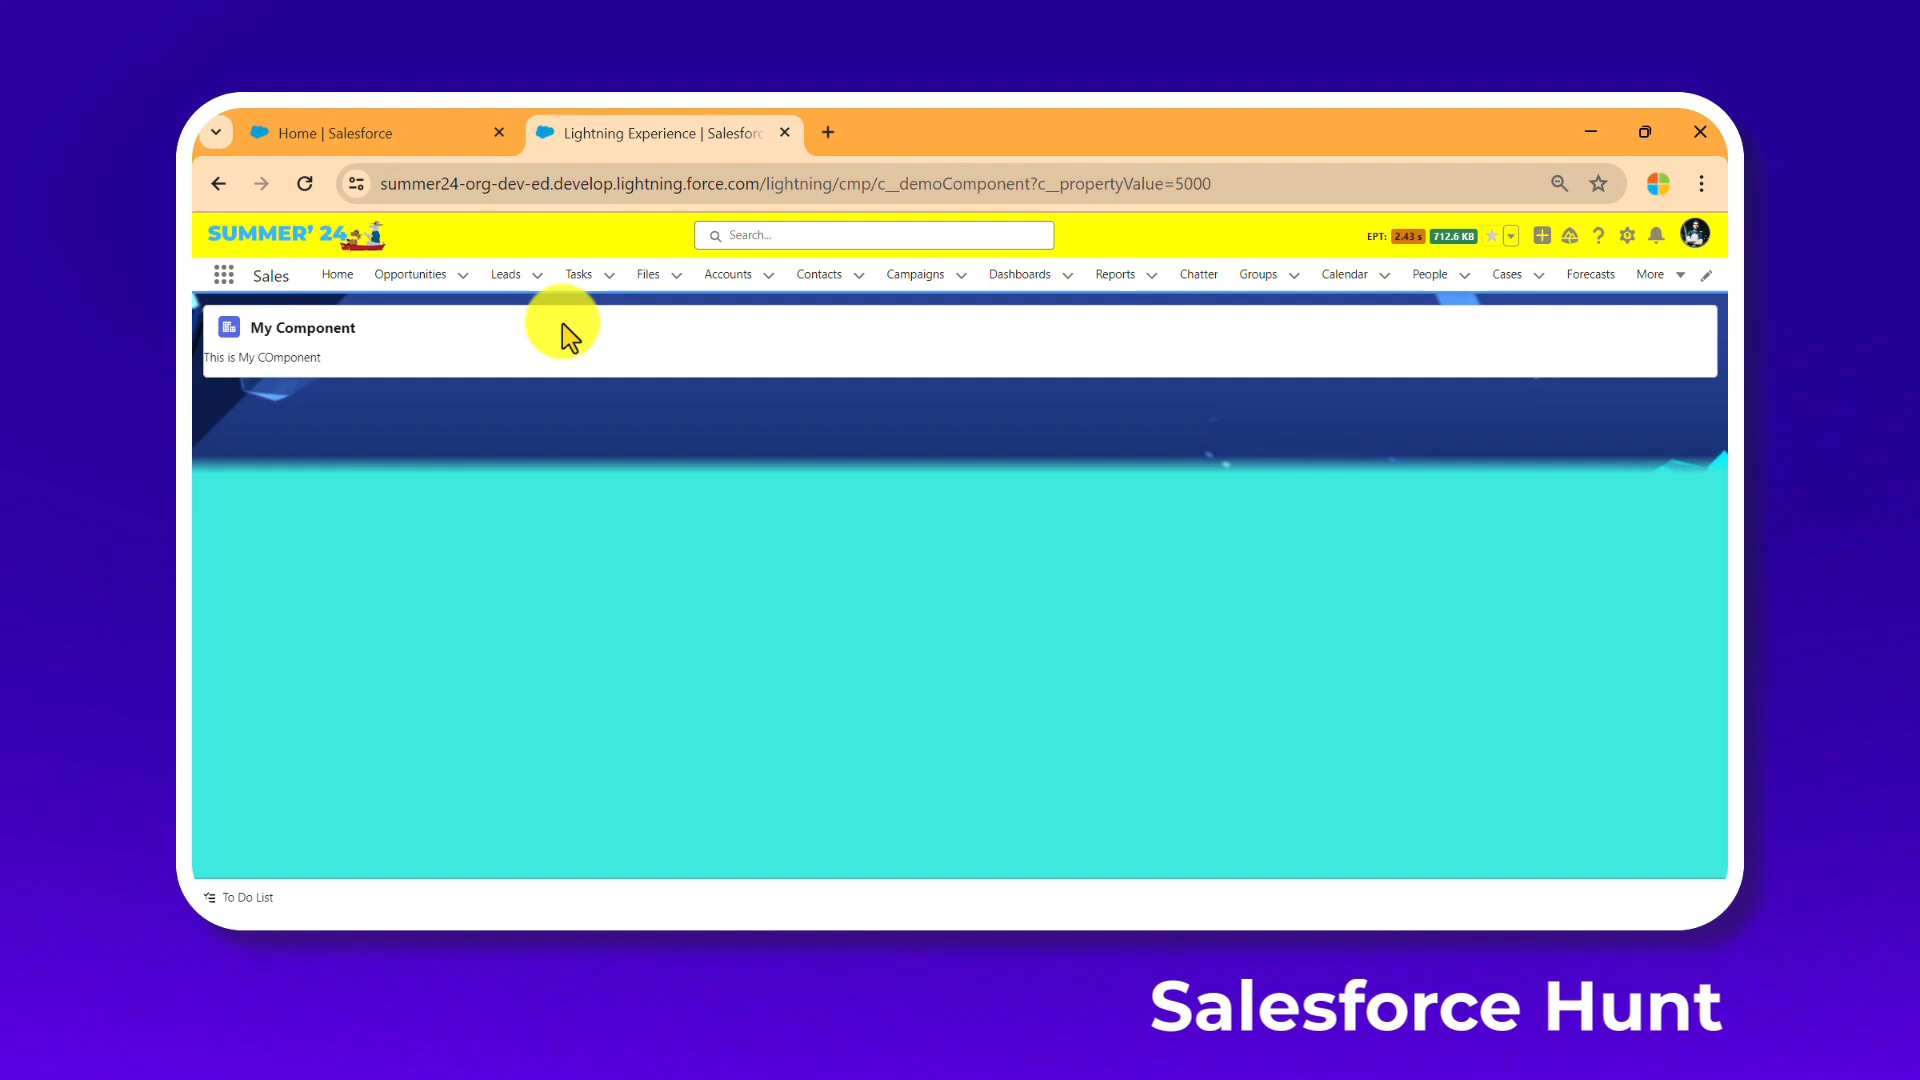 Home | Salesforce
Lightning Experience | Salesforc
summer24-org-dev-ed.develop.lightning.force.com/lightning/cmp/c__demoComponent?c__propertyValue=5000
SUMMER' 24
Search...
EPT: 2.43 s 712.6 KB
Sales Home Opportunities Leads Tasks Files Accounts Contacts Campaigns Dashboards Reports Chatter Groups Calendar People Cases Forecasts More
My Component
This is My COmponent
To Do List
Salesforce Hunt